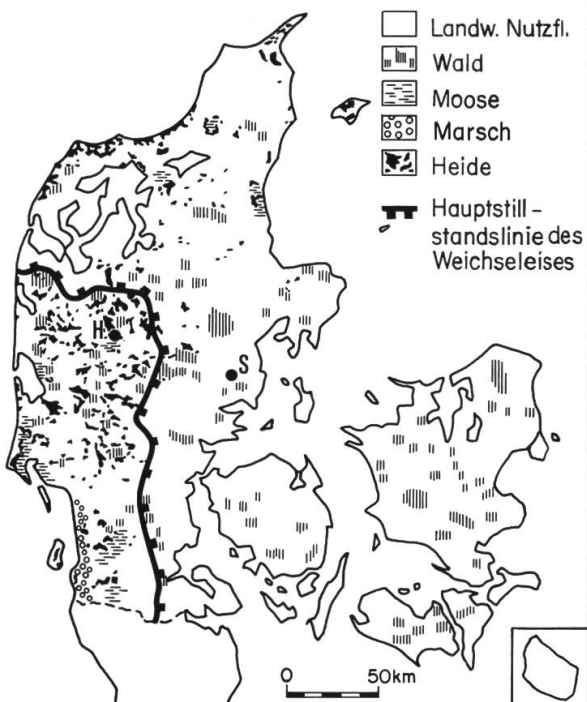 Landw. Nutzfl.
Wald
Moose
Marsch
Heide
Hauptstill-
standslinie des
Weichseleises
H.
S
0 50km